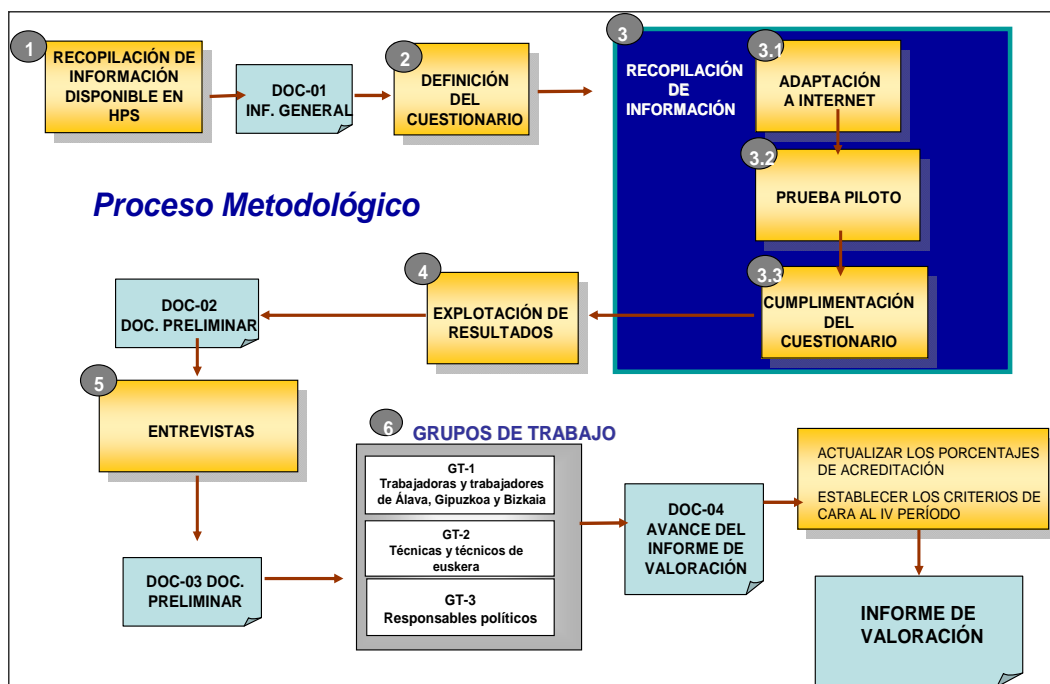 1
RECOPILACIÓN DE
INFORMACIÓN
DISPONIBLE EN
HPS
DOC-01
INF. GENERAL
2
DEFINICIÓN
DEL
CUESTIONARIO
3
RECOPILACIÓN
DE
INFORMACIÓN
3.1
ADAPTACIÓN
A INTERNET
3.2
PRUEBA PILOTO
3.3
CUMPLIMENTACIÓN
DEL
CUESTIONARIO
Proceso Metodológico
4
EXPLOTACIÓN DE
RESULTADOS
DOC-02
DOC. PRELIMINAR
5
ENTREVISTAS
DOC-03 DOC.
PRELIMINAR
6
GRUPOS DE TRABAJO
GT-1
Trabajadoras y trabajadores
de Álava, Gipuzkoa y Bizkaia
GT-2
Técnicas y técnicos de
euskera
GT-3
Responsables políticos
DOC-04
AVANCE DEL
INFORME DE
VALORACIÓN
ACTUALIZAR LOS PORCENTAJES
DE ACREDITACIÓN
ESTABLECER LOS CRITERIOS DE
CARA AL IV PERÍODO
INFORME DE
VALORACIÓN